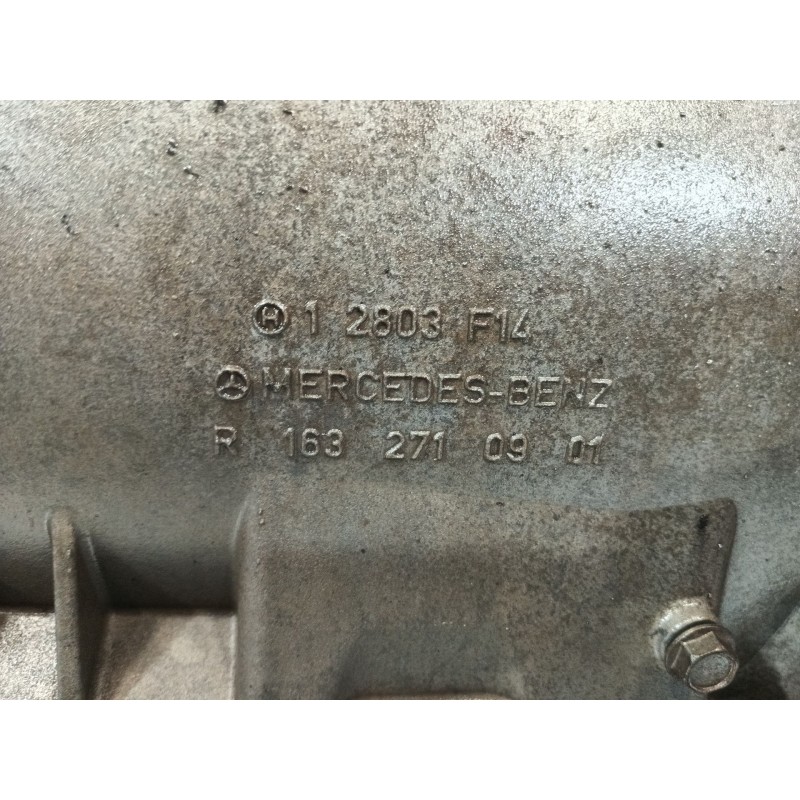 H 1 2803 F14
MERCEDES-BENZ
R 163 271 09 01